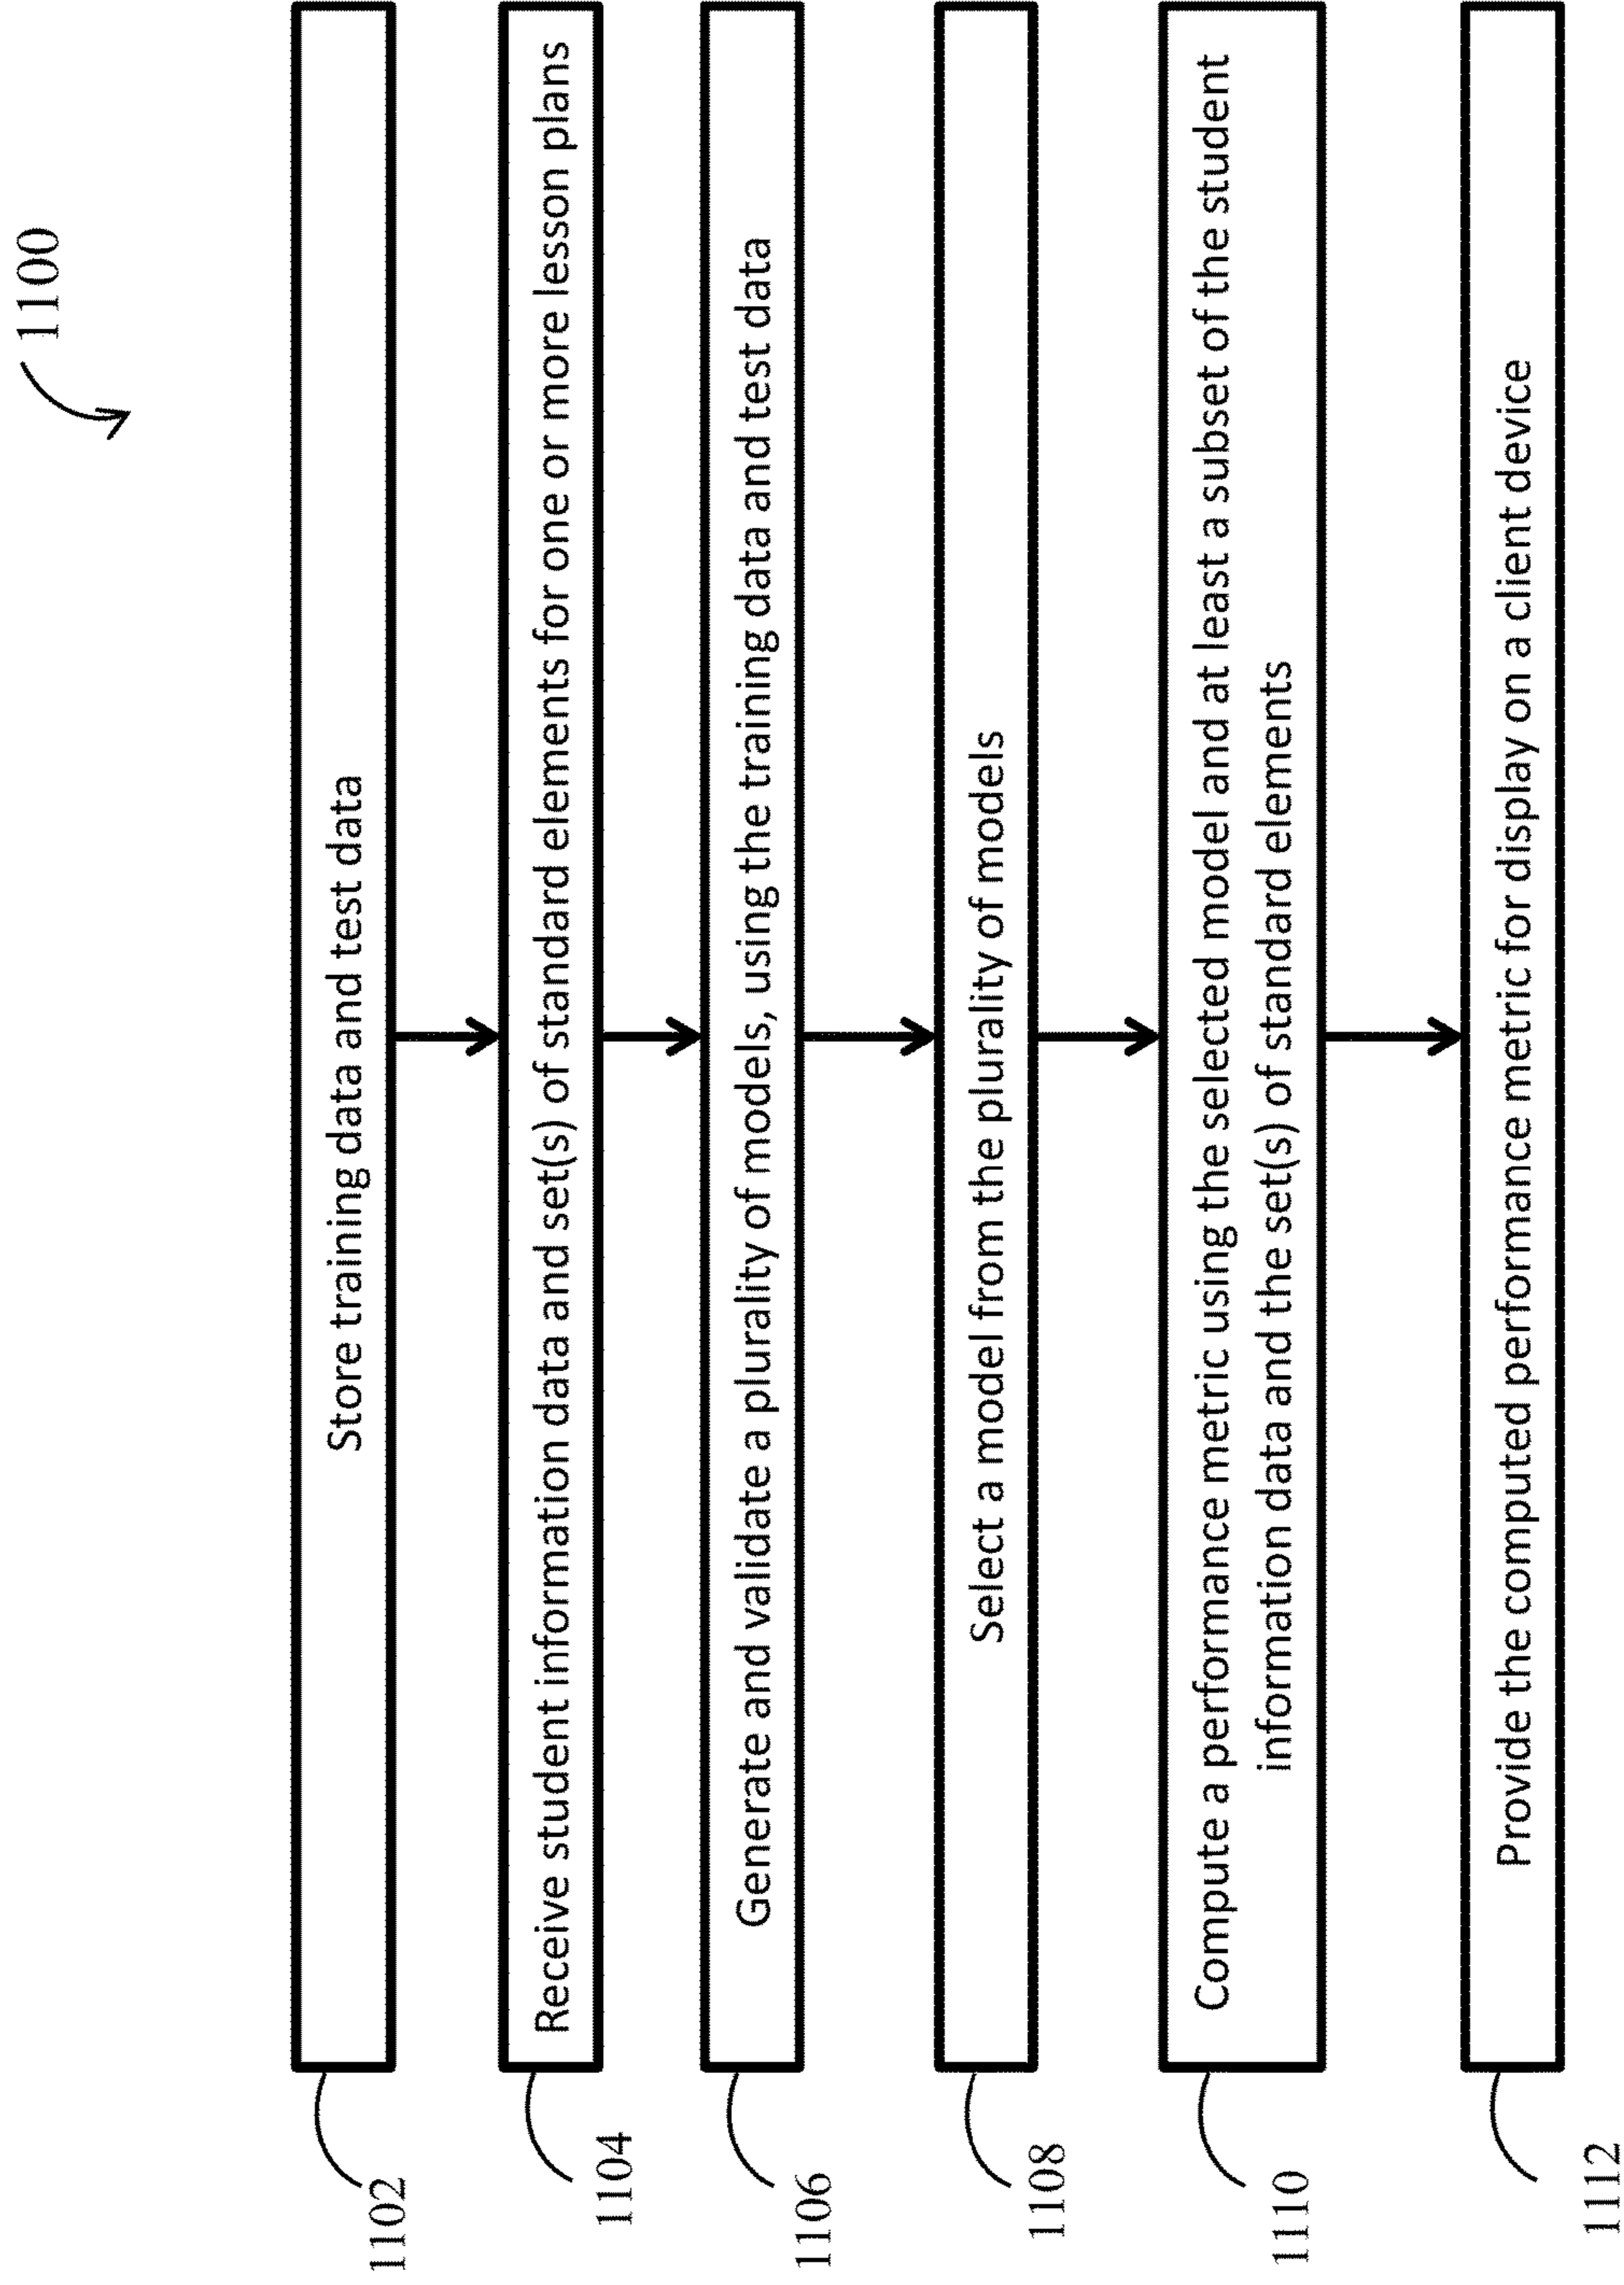 1100
1102
Store training data and test data
1104
Receive student information data and set(s) of standard elements for one or more lesson plans
1106
Generate and validate a plurality of models, using the training data and test data
1108
Select a model from the plurality of models
1110
Compute a performance metric using the selected model and at least a subset of the student
information data and the set(s) of standard elements
1112
Provide the computed performance metric for display on a client device